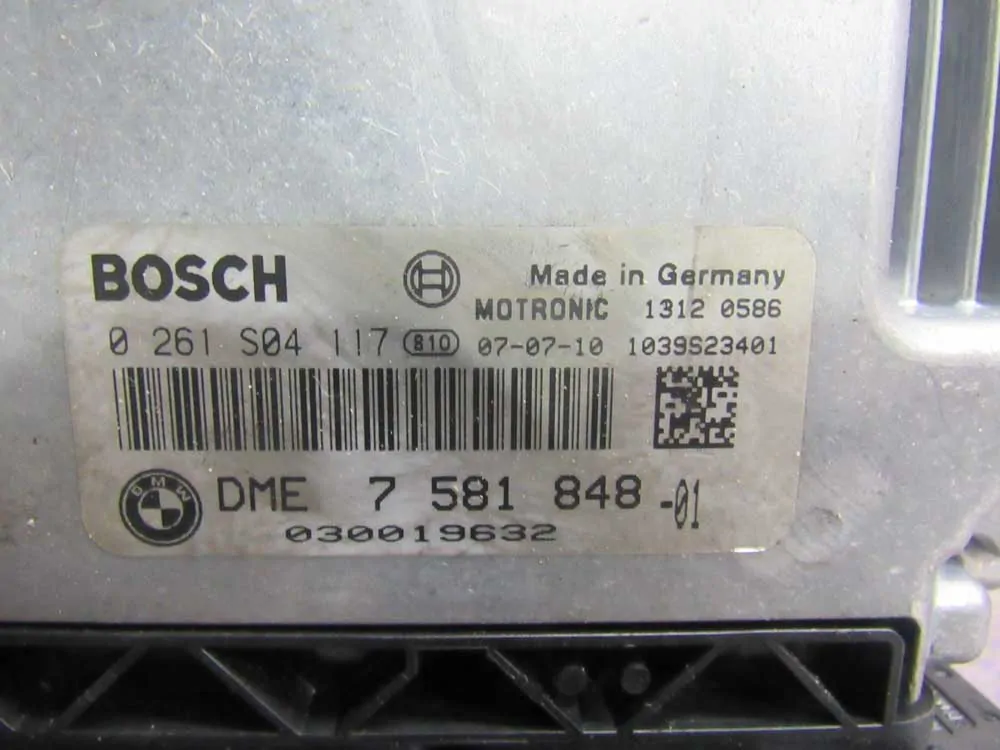 BOSCH Made in Germany
MOTRONIC 1312 0586
0 261 S04 117 810 07-07-10 1039S23401
BMW DME 7 581 848 -01
030019632